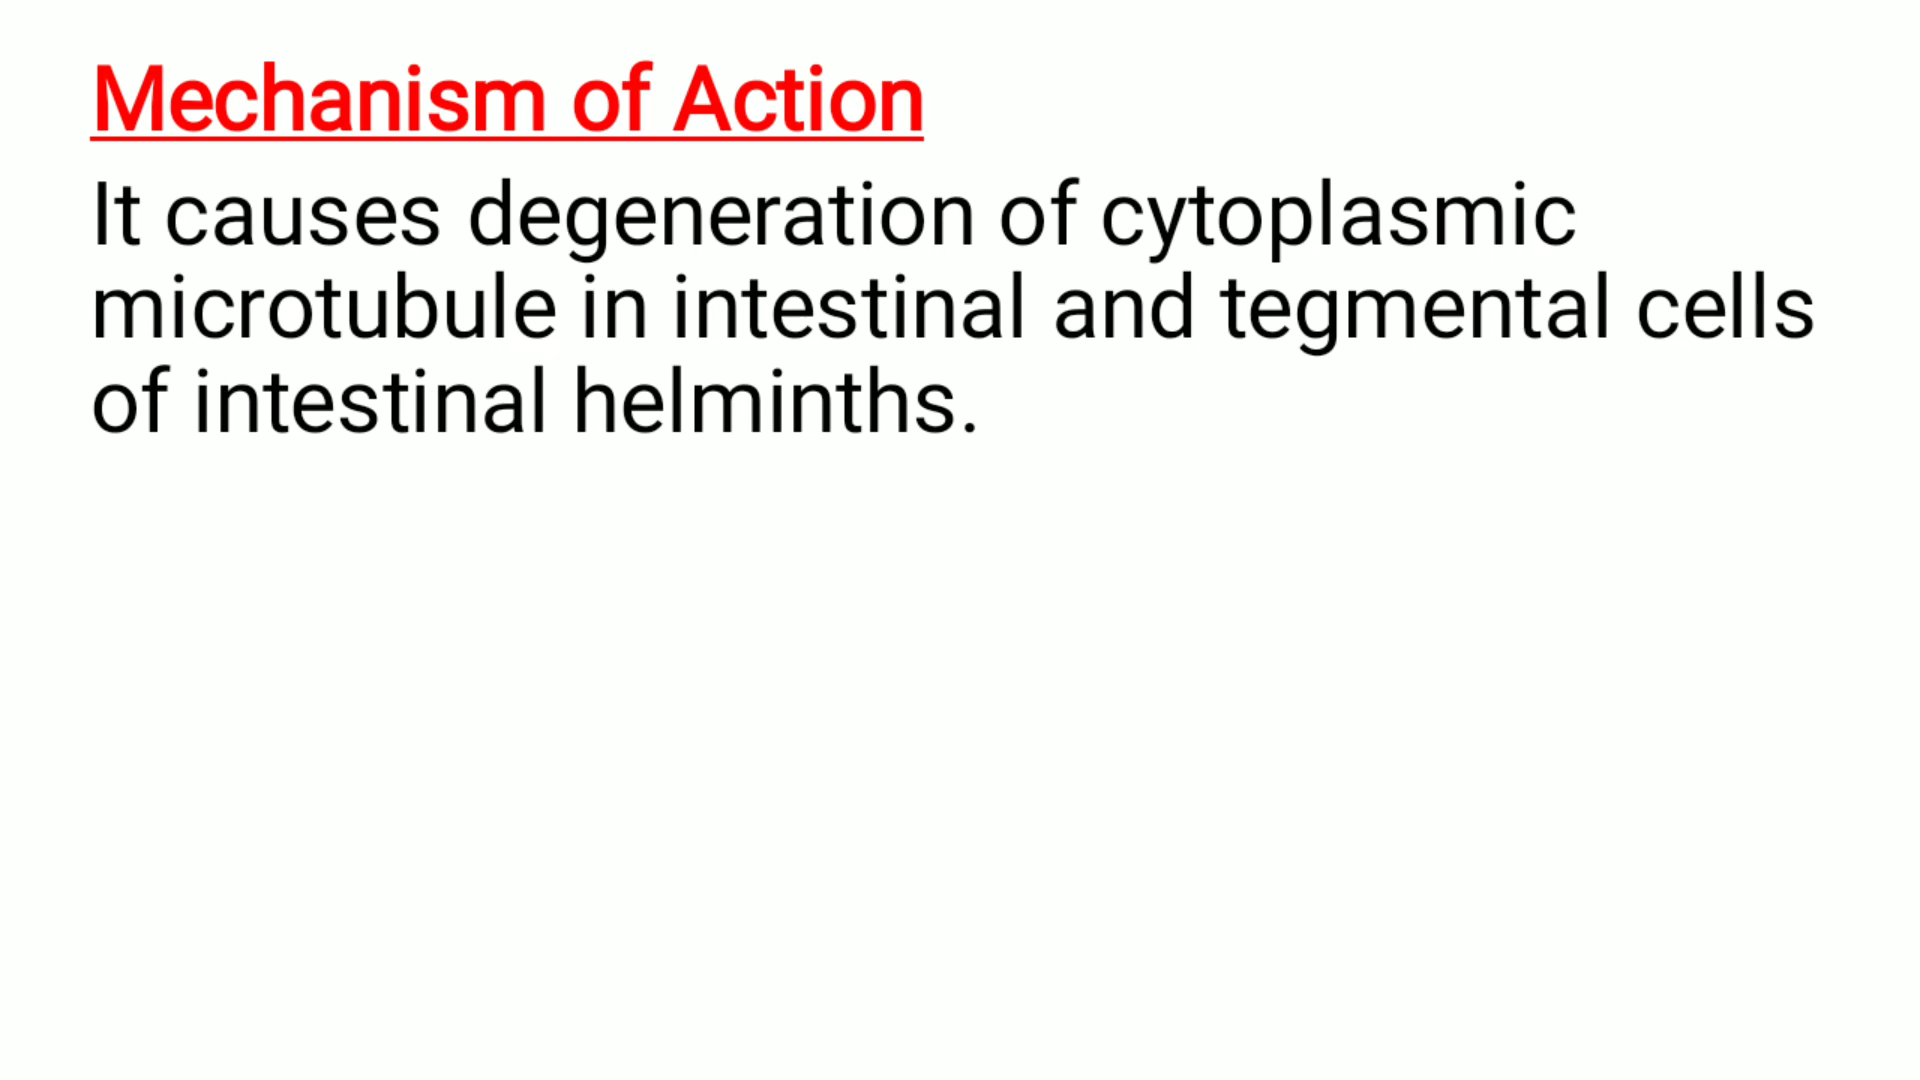 Mechanism of Action
It causes degeneration of cytoplasmic
microtubule in intestinal and tegmental cells
of intestinal helminths.